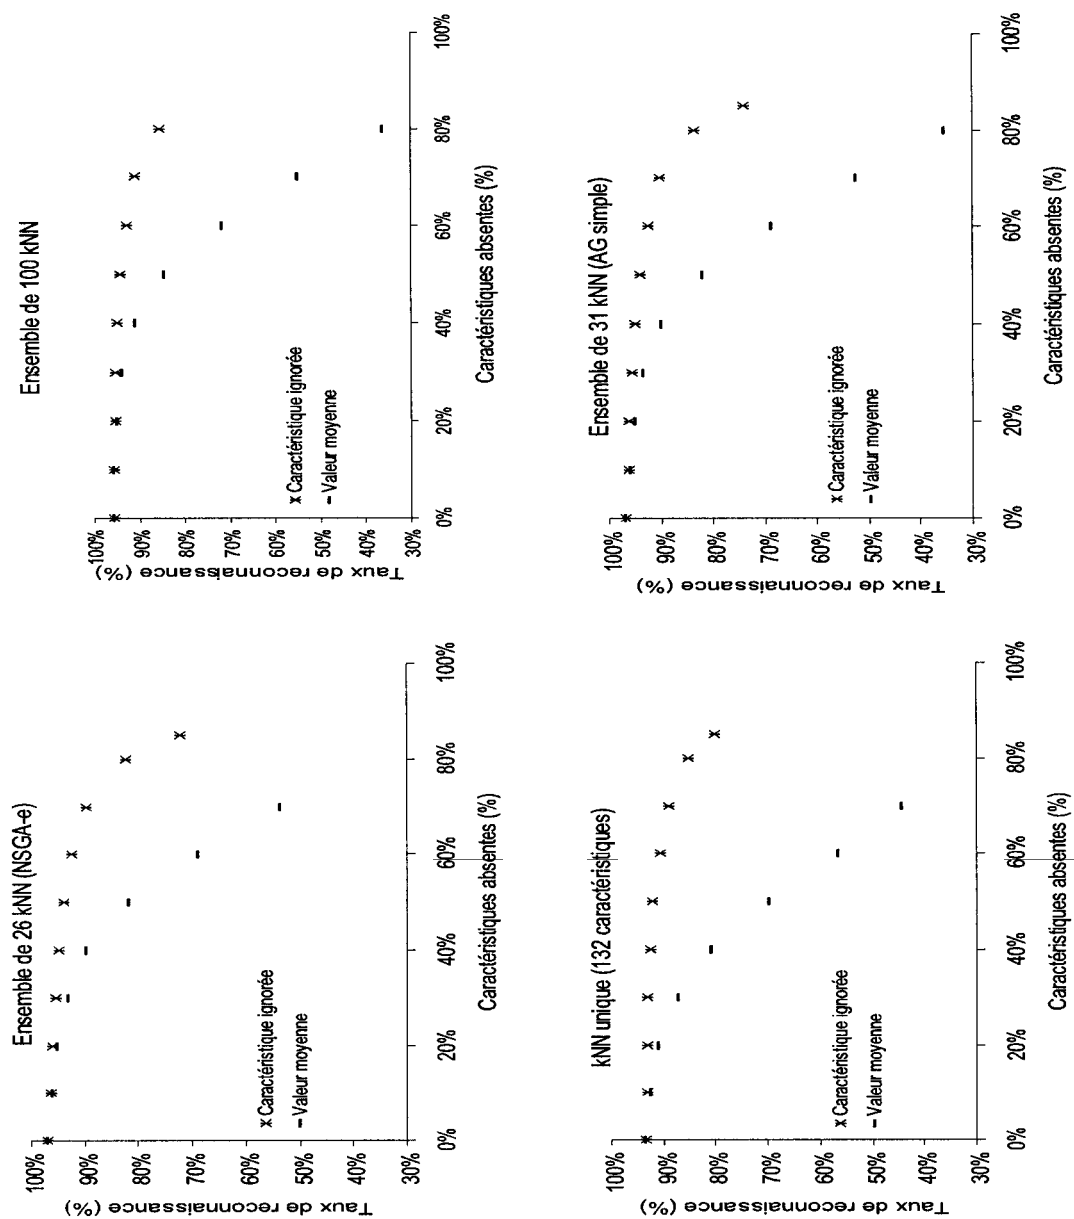 Ensemble de 100 kNN
Taux de reconnaissance (%)
100%
90%
80%
70%
60%
50%
40%
30%
Caractéristique ignorée
Valeur moyenne
0%
20%
40%
60%
80%
100%
Caractéristiques absentes (%)
Ensemble de 31 kNN (AG simple)
Taux de reconnaissance (%)
100%
90%
80%
70%
60%
50%
40%
30%
Caractéristique ignorée
Valeur moyenne
0%
20%
40%
60%
80%
100%
Caractéristiques absentes (%)
Ensemble de 26 kNN (NSGA-e)
Taux de reconnaissance (%)
100%
90%
80%
70%
60%
50%
40%
30%
Caractéristique ignorée
Valeur moyenne
0%
20%
40%
60%
80%
100%
Caractéristiques absentes (%)
kNN unique (132 caractéristiques)
Taux de reconnaissance (%)
100%
90%
80%
70%
60%
50%
40%
30%
Caractéristique ignorée
Valeur moyenne
0%
20%
40%
60%
80%
100%
Caractéristiques absentes (%)